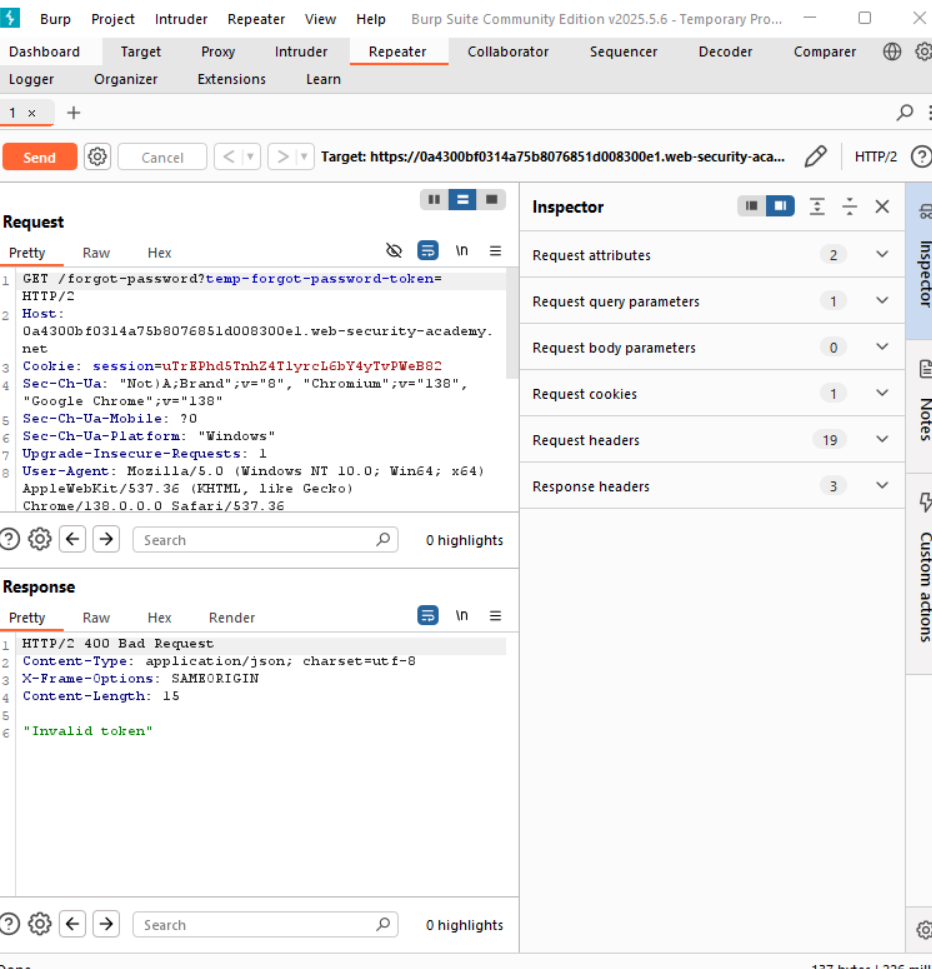 Burp Project Intruder Repeater View Help Burp Suite Community Edition v2025.5.6 - Temporary Pro...
Dashboard Target Proxy Intruder Repeater Collaborator Sequencer Decoder Comparer
Logger Organizer Extensions Learn
1 × +
Send Cancel < > Target: https://0a4300bf0314a75b8076851d008300e1.web-security-aca... HTTP/2 ?
Request
Pretty Raw Hex \n
1 GET /forgot-password?temp-forgot-password-token=
HTTP/2
2 Host:
0a4300bf0314a75b8076851d008300e1.web-security-academy.
net
3 Cookie: session=uTrEPhd5TnhZ4TlyrcL6bY4yTvPWeB82
4 Sec-Ch-Ua: "Not)A;Brand";v="8", "Chromium";v="138",
"Google Chrome";v="138"
5 Sec-Ch-Ua-Mobile: ?0
6 Sec-Ch-Ua-Platform: "Windows"
7 Upgrade-Insecure-Requests: 1
8 User-Agent: Mozilla/5.0 (Windows NT 10.0; Win64; x64)
AppleWebKit/537.36 (KHTML, like Gecko)
Chrome/138.0.0.0 Safari/537.36
? Search 0 highlights
Response
Pretty Raw Hex Render \n
1 HTTP/2 400 Bad Request
2 Content-Type: application/json; charset=utf-8
3 X-Frame-Options: SAMEORIGIN
4 Content-Length: 15
5
6 "Invalid token"
? Search 0 highlights
Inspector
Request attributes 2
Request query parameters 1
Request body parameters 0
Request cookies 1
Request headers 19
Response headers 3
Inspector
Notes
Custom actions